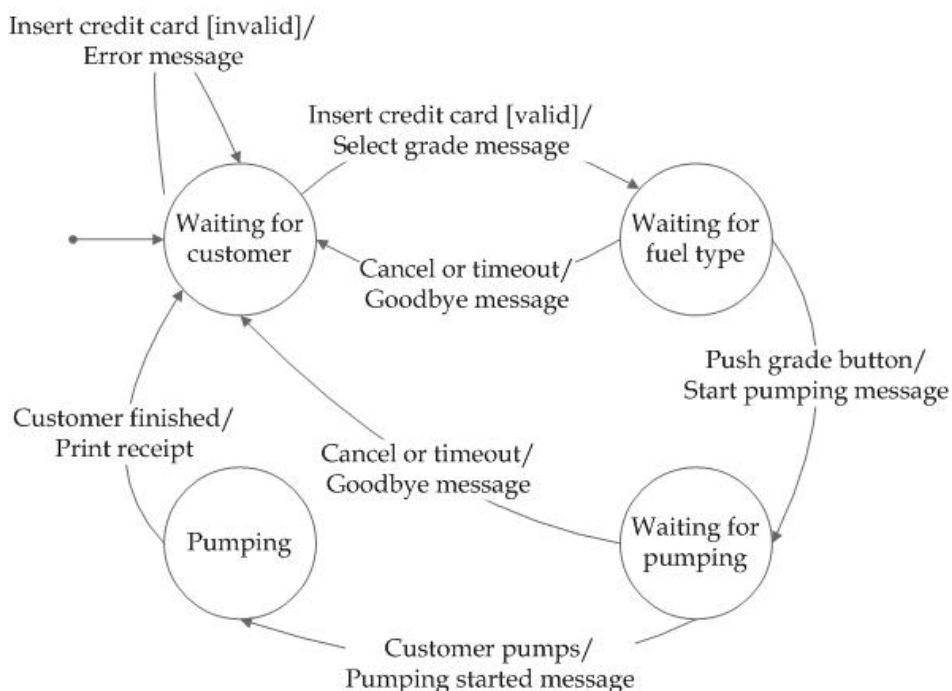 Insert credit card [invalid]/
Error message
Insert credit card [valid]/
Select grade message
Waiting for
customer
Waiting for
fuel type
Cancel or timeout/
Goodbye message
Push grade button/
Start pumping message
Customer finished/
Print receipt
Cancel or timeout/
Goodbye message
Pumping
Waiting for
pumping
Customer pumps/
Pumping started message